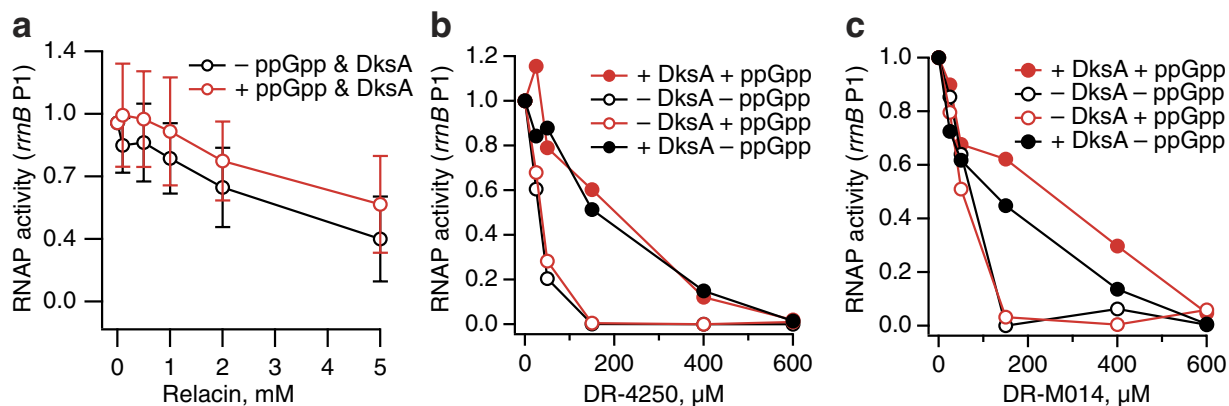 a
1.4
1.0
0.7
0.4
0.0
RNAP activity (rrnB P1)
– ppGpp & DksA
+ ppGpp & DksA
0 1 2 3 4 5
Relacin, mM
b
1.2
1.0
0.8
0.6
0.4
0.2
0.0
RNAP activity (rrnB P1)
+ DksA + ppGpp
– DksA – ppGpp
– DksA + ppGpp
+ DksA – ppGpp
0 200 400 600
DR-4250, µM
c
1.0
0.8
0.6
0.4
0.2
0.0
RNAP activity (rrnB P1)
+ DksA + ppGpp
– DksA – ppGpp
– DksA + ppGpp
+ DksA – ppGpp
0 200 400 600
DR-M014, µM